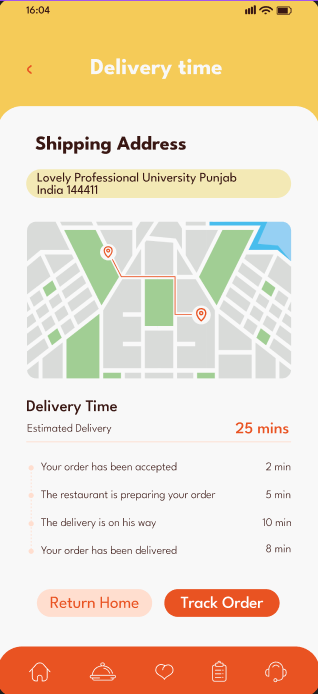 16:04
Delivery time
Shipping Address
Lovely Professional University Punjab
India 144411
Delivery Time
Estimated Delivery 25 mins
Your order has been accepted 2 min
The restaurant is preparing your order 5 min
The delivery is on his way 10 min
Your order has been delivered 8 min
Return Home Track Order